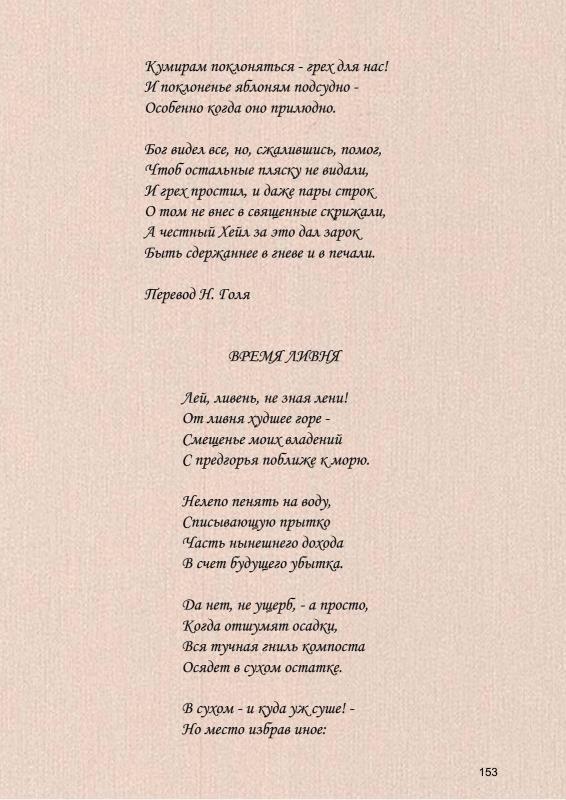 Кумирам поклоняться - грех для нас!
И поклоненье яблоням подсудно -
Особенно когда оно прилюдно.
Бог видел все, но, сжалившись, помог,
Чтоб остальные пляску не видали,
И грех простил, и даже пары строк
О том не внес в священные скрижали,
А честный Хейл за это дал зарок
Быть сдержаннее в гневе и в печали.
Перевод Н. Голя
ВРЕМЯ ЛИВНЯ
Лей, ливень, не зная лени!
От ливня худшее горе -
Смещенье моих владений
С предгорья поближе к морю.
Нелепо пенять на воду,
Списывающую прытко
Часть нынешнего дохода
В счет будущего убытка.
Да нет, не ущерб, - а просто,
Когда отшумят осадки,
Вся тучная гниль компоста
Осядет в сухом остатке.
В сухом - и куда уж суше! -
Но место избрав иное:
153